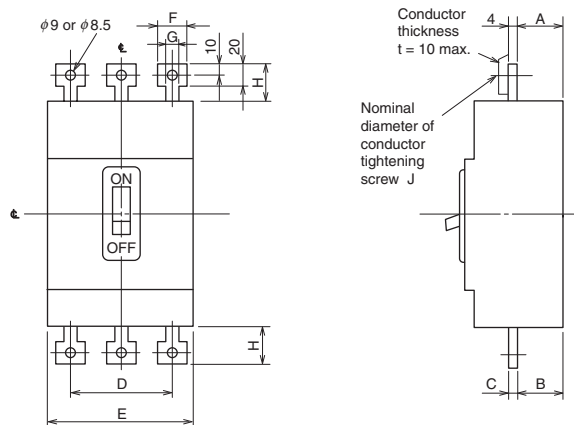 φ9 or φ8.5
℄
F
G
10
20
H
ON
OFF
℄
H
D
E
Conductor
thickness
t = 10 max.
4
A
Nominal
diameter of
conductor
tightening
screw J
℄
C
B